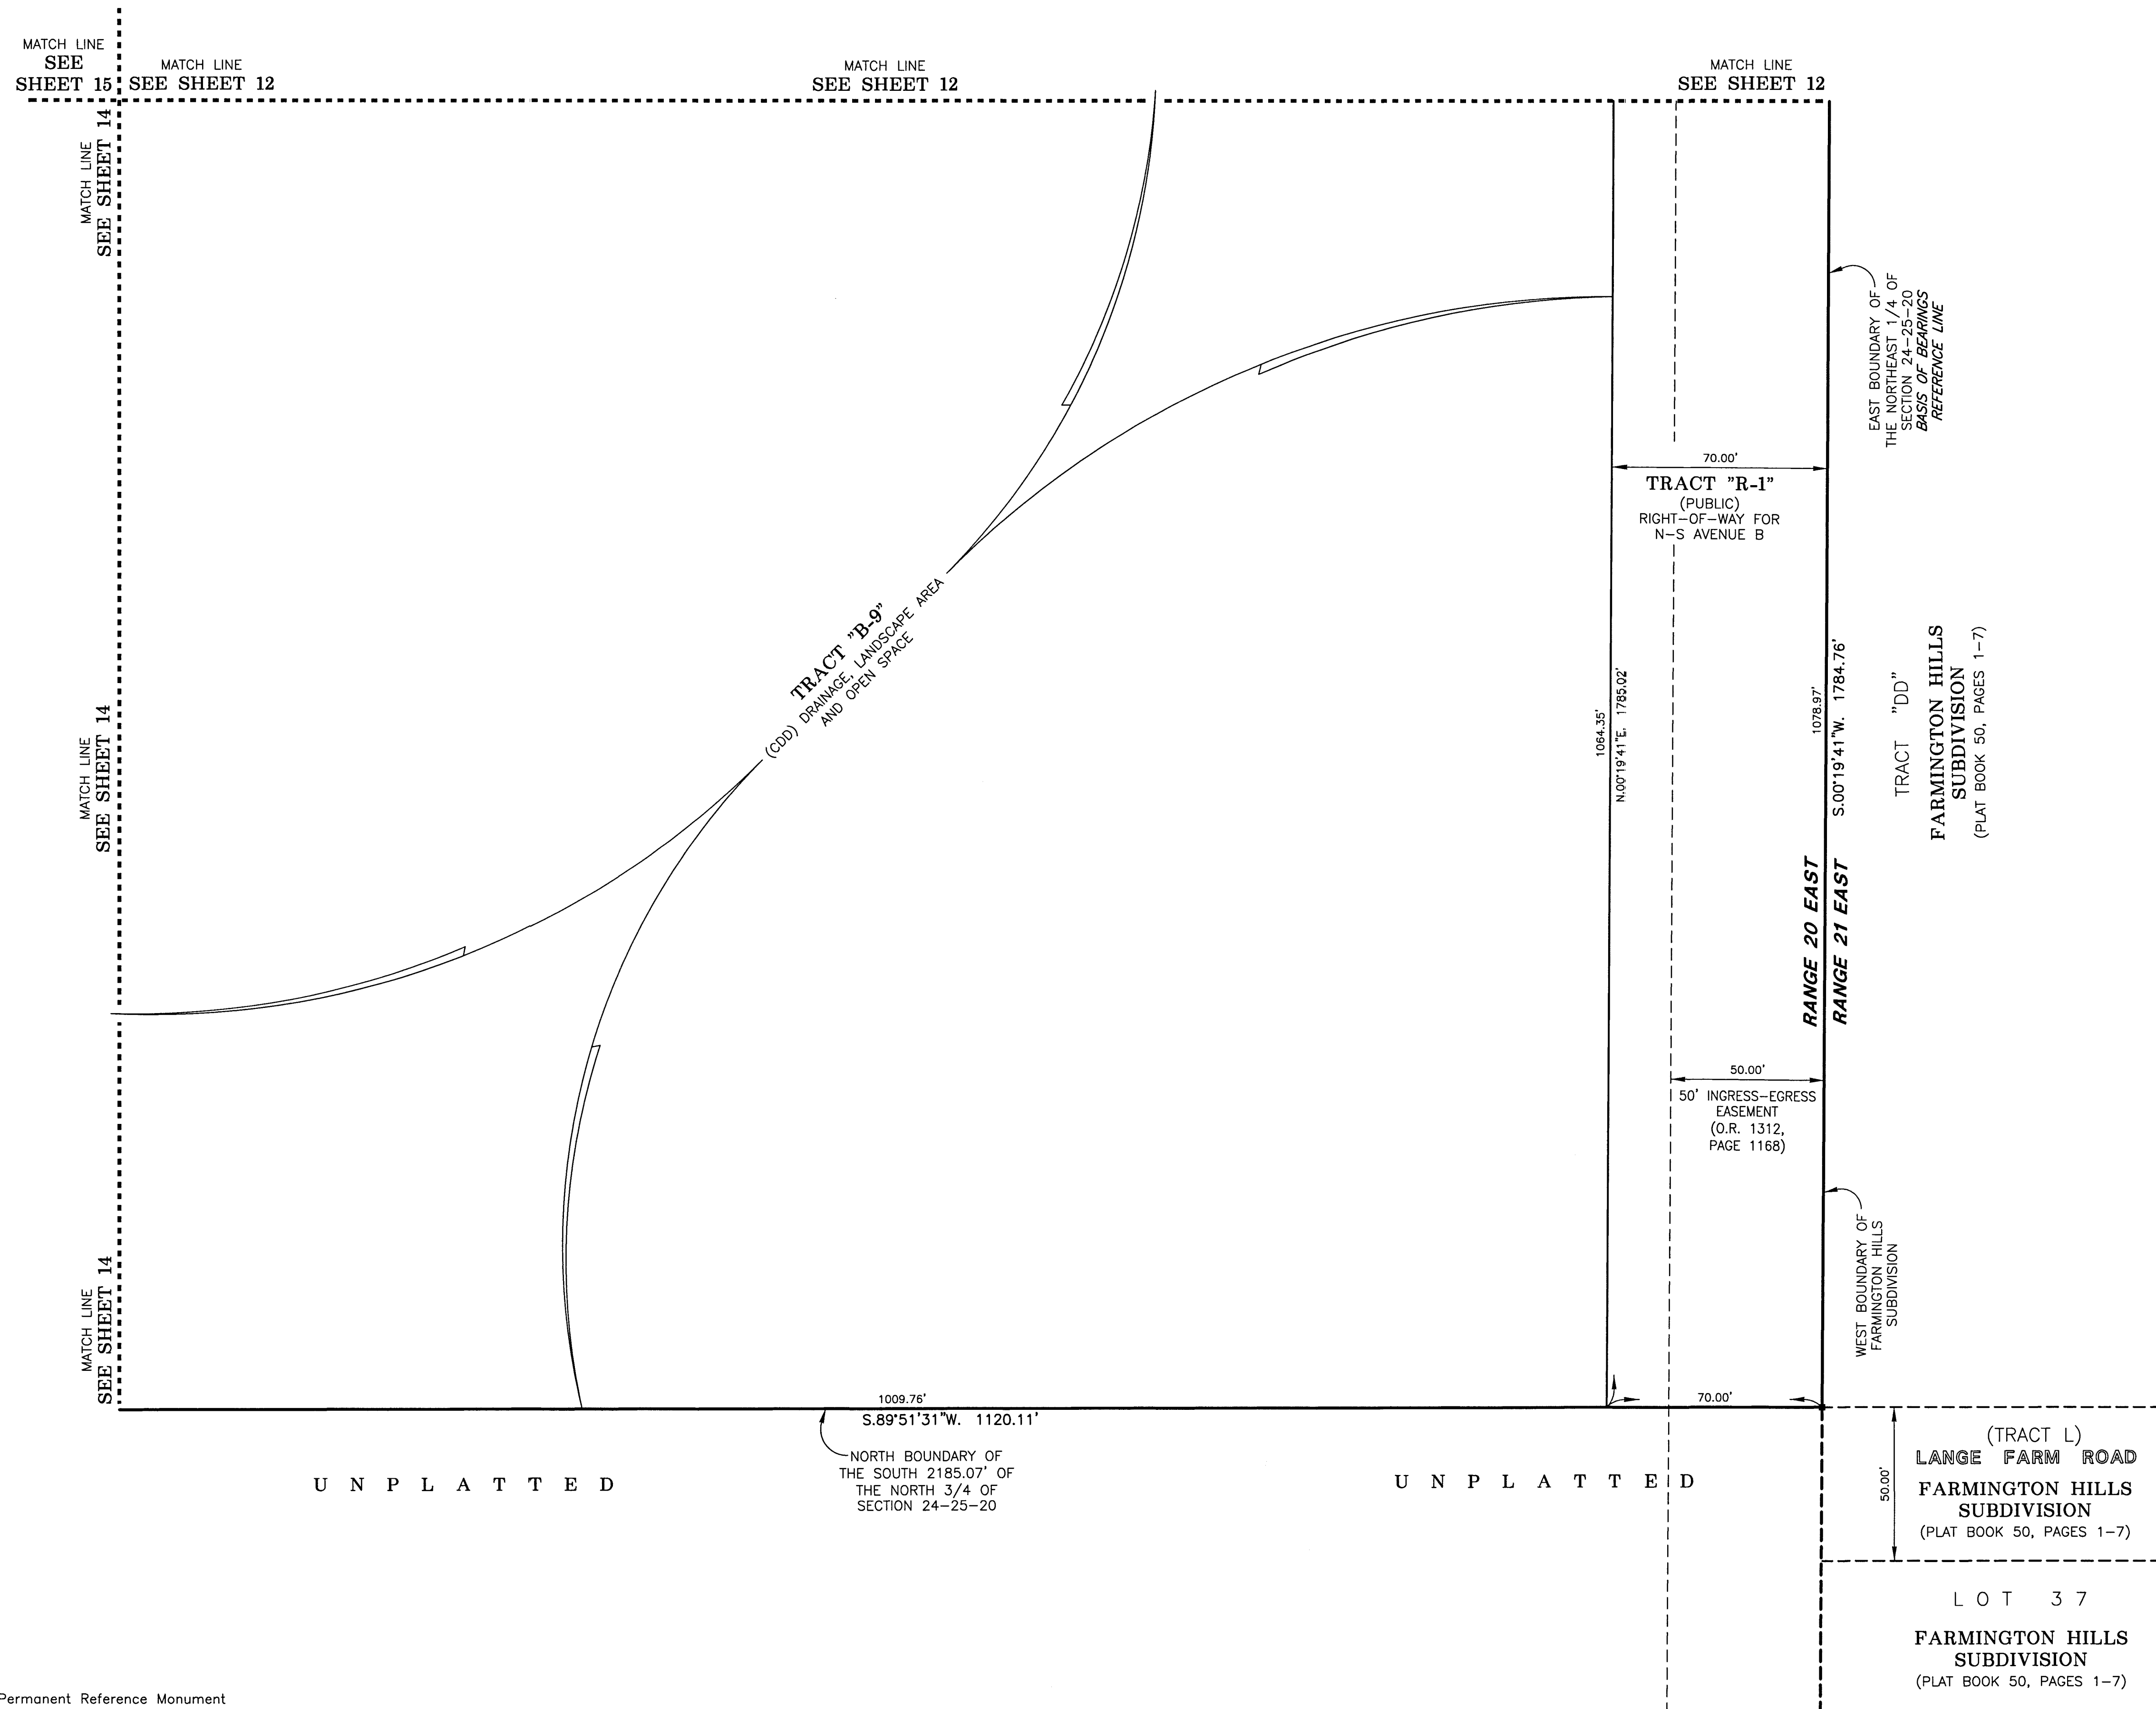 MATCH LINE
SEE
SHEET 15
MATCH LINE
SEE SHEET 12
MATCH LINE
SEE SHEET 12
MATCH LINE
SEE SHEET 12
MATCH LINE
SEE SHEET 14
EAST BOUNDARY OF
THE NORTHEAST 1/4 OF
SECTION 24-25-20
BASIS OF BEARINGS
REFERENCE LINE
70.00'
TRACT "R-1"
(PUBLIC)
RIGHT-OF-WAY FOR
N-S AVENUE B
TRACT "B-9"
(CDD) DRAINAGE, LANDSCAPE AREA
AND OPEN SPACE
MATCH LINE
SEE SHEET 14
1064.35'
N.00°19'41"E. 1785.02'
1078.97'
S.00°19'41"W. 1784.76'
TRACT "DD"
FARMINGTON HILLS
SUBDIVISION
(PLAT BOOK 50, PAGES 1-7)
RANGE 20 EAST
RANGE 21 EAST
50.00'
50' INGRESS-EGRESS
EASEMENT
(O.R. 1312,
PAGE 1168)
WEST BOUNDARY OF
FARMINGTON HILLS
SUBDIVISION
MATCH LINE
SEE SHEET 14
1009.76'
S.89°51'31"W. 1120.11'
70.00'
NORTH BOUNDARY OF
THE SOUTH 2185.07' OF
THE NORTH 3/4 OF
SECTION 24-25-20
UNPLATTED
UNPLATTED
50.00'
(TRACT L)
LANGE FARM ROAD
FARMINGTON HILLS
SUBDIVISION
(PLAT BOOK 50, PAGES 1-7)
LOT 37
FARMINGTON HILLS
SUBDIVISION
(PLAT BOOK 50, PAGES 1-7)
Permanent Reference Monument